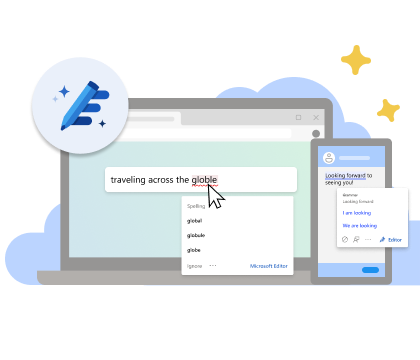 traveling across the globle
Spelling
global
globule
globe
Ignore ···
Microsoft Editor
Looking forward to
seeing you!
Grammar
Looking forward
I am looking
We are looking
··· Editor